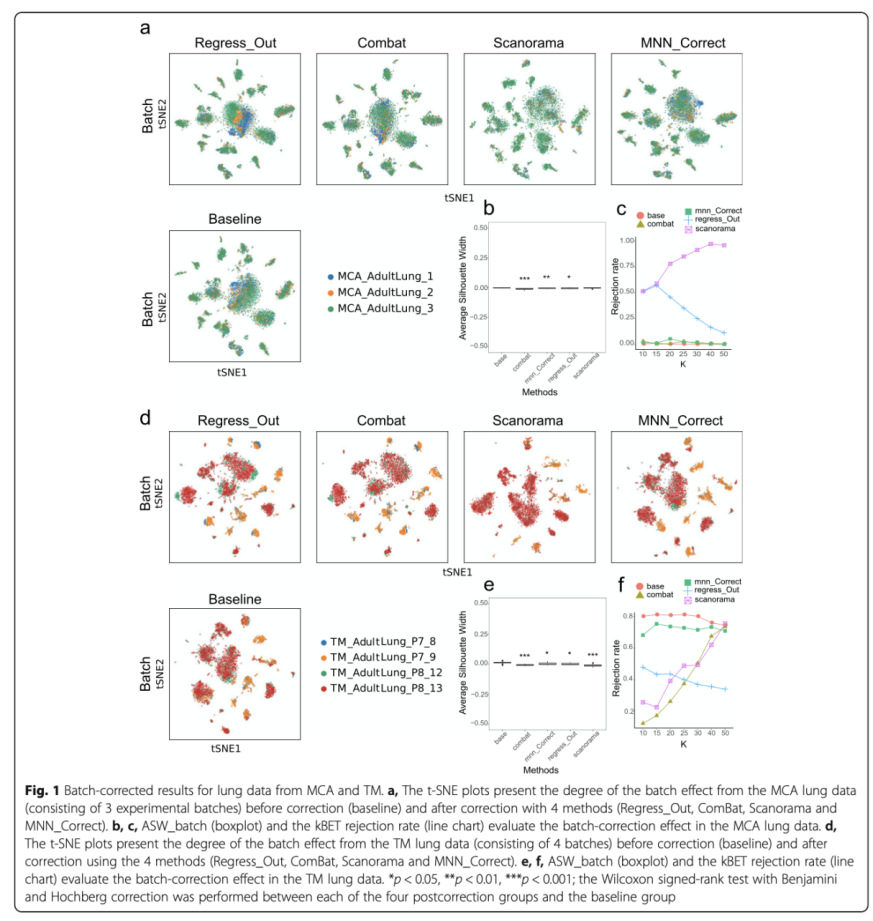 a
Regress_Out
Combat
Scanorama
MNN_Correct
Batch
tSNE2
tSNE1
Baseline
Batch
tSNE2
tSNE1
MCA_AdultLung_1
MCA_AdultLung_2
MCA_AdultLung_3
b
Average Silhouette Width
0.50
0.25
0.00
−0.25
−0.50
***
**
*
base
combat
mnn_Correct
regress_Out
scanorama
Methods
c
base
combat
mnn_Correct
regress_Out
scanorama
Rejection rate
1.00
0.75
0.50
0.25
0.00
10 15 20 25 30 40 50
K
d
Regress_Out
Combat
Scanorama
MNN_Correct
Batch
tSNE2
tSNE1
Baseline
Batch
tSNE2
tSNE1
TM_AdultLung_P7_8
TM_AdultLung_P7_9
TM_AdultLung_P8_12
TM_AdultLung_P8_13
e
Average Silhouette Width
0.50
0.25
0.00
−0.25
−0.50
***
*
*
***
base
combat
mnn_Correct
regress_Out
scanorama
Methods
f
base
combat
mnn_Correct
regress_Out
scanorama
Rejection rate
0.8
0.6
0.4
0.2
10 15 20 25 30 40 50
K
Fig. 1 Batch-corrected results for lung data from MCA and TM. a, The t-SNE plots present the degree of the batch effect from the MCA lung data
(consisting of 3 experimental batches) before correction (baseline) and after correction with 4 methods (Regress_Out, ComBat, Scanorama and
MNN_Correct). b, c, ASW_batch (boxplot) and the kBET rejection rate (line chart) evaluate the batch-correction effect in the MCA lung data. d,
The t-SNE plots present the degree of the batch effect from the TM lung data (consisting of 4 batches) before correction (baseline) and after
correction using the 4 methods (Regress_Out, ComBat, Scanorama and MNN_Correct). e, f, ASW_batch (boxplot) and the kBET rejection rate (line
chart) evaluate the batch-correction effect in the TM lung data. *p < 0.05, **p < 0.01, ***p < 0.001; the Wilcoxon signed-rank test with Benjamini
and Hochberg correction was performed between each of the four postcorrection groups and the baseline group